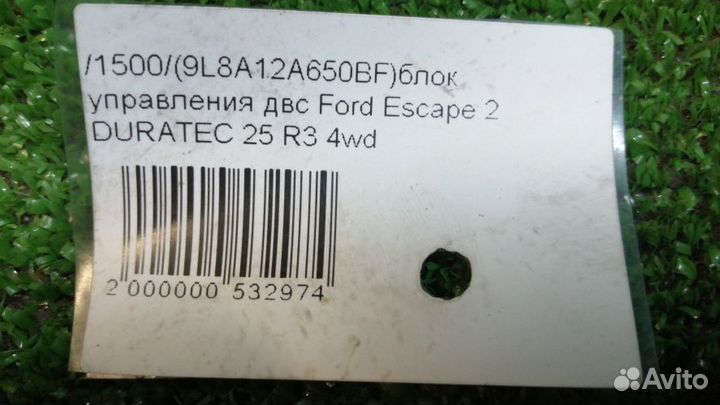 /1500/(9L8A12A650BF)блок
управления двс Ford Escape 2
DURATEC 25 R3 4wd
2 000000 532974
Avito